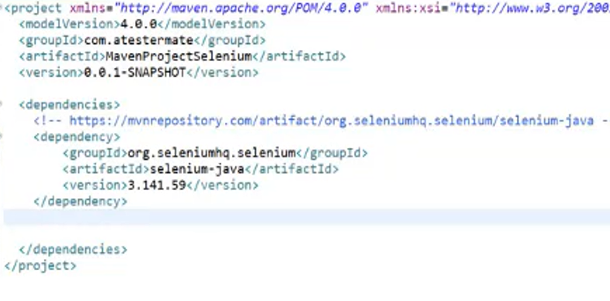 <project xmlns="http://maven.apache.org/POM/4.0.0" xmlns:xsi="http://www.w3.org/200
<modelVersion>4.0.0</modelVersion>
<groupId>com.atestermate</groupId>
<artifactId>MavenProjectSelenium</artifactId>
<version>0.0.1-SNAPSHOT</version>
<dependencies>
<!-- https://mvnrepository.com/artifact/org.seleniumhq.selenium/selenium-java -
<dependency>
<groupId>org.seleniumhq.selenium</groupId>
<artifactId>selenium-java</artifactId>
<version>3.141.59</version>
</dependency>
</dependencies>
</project>